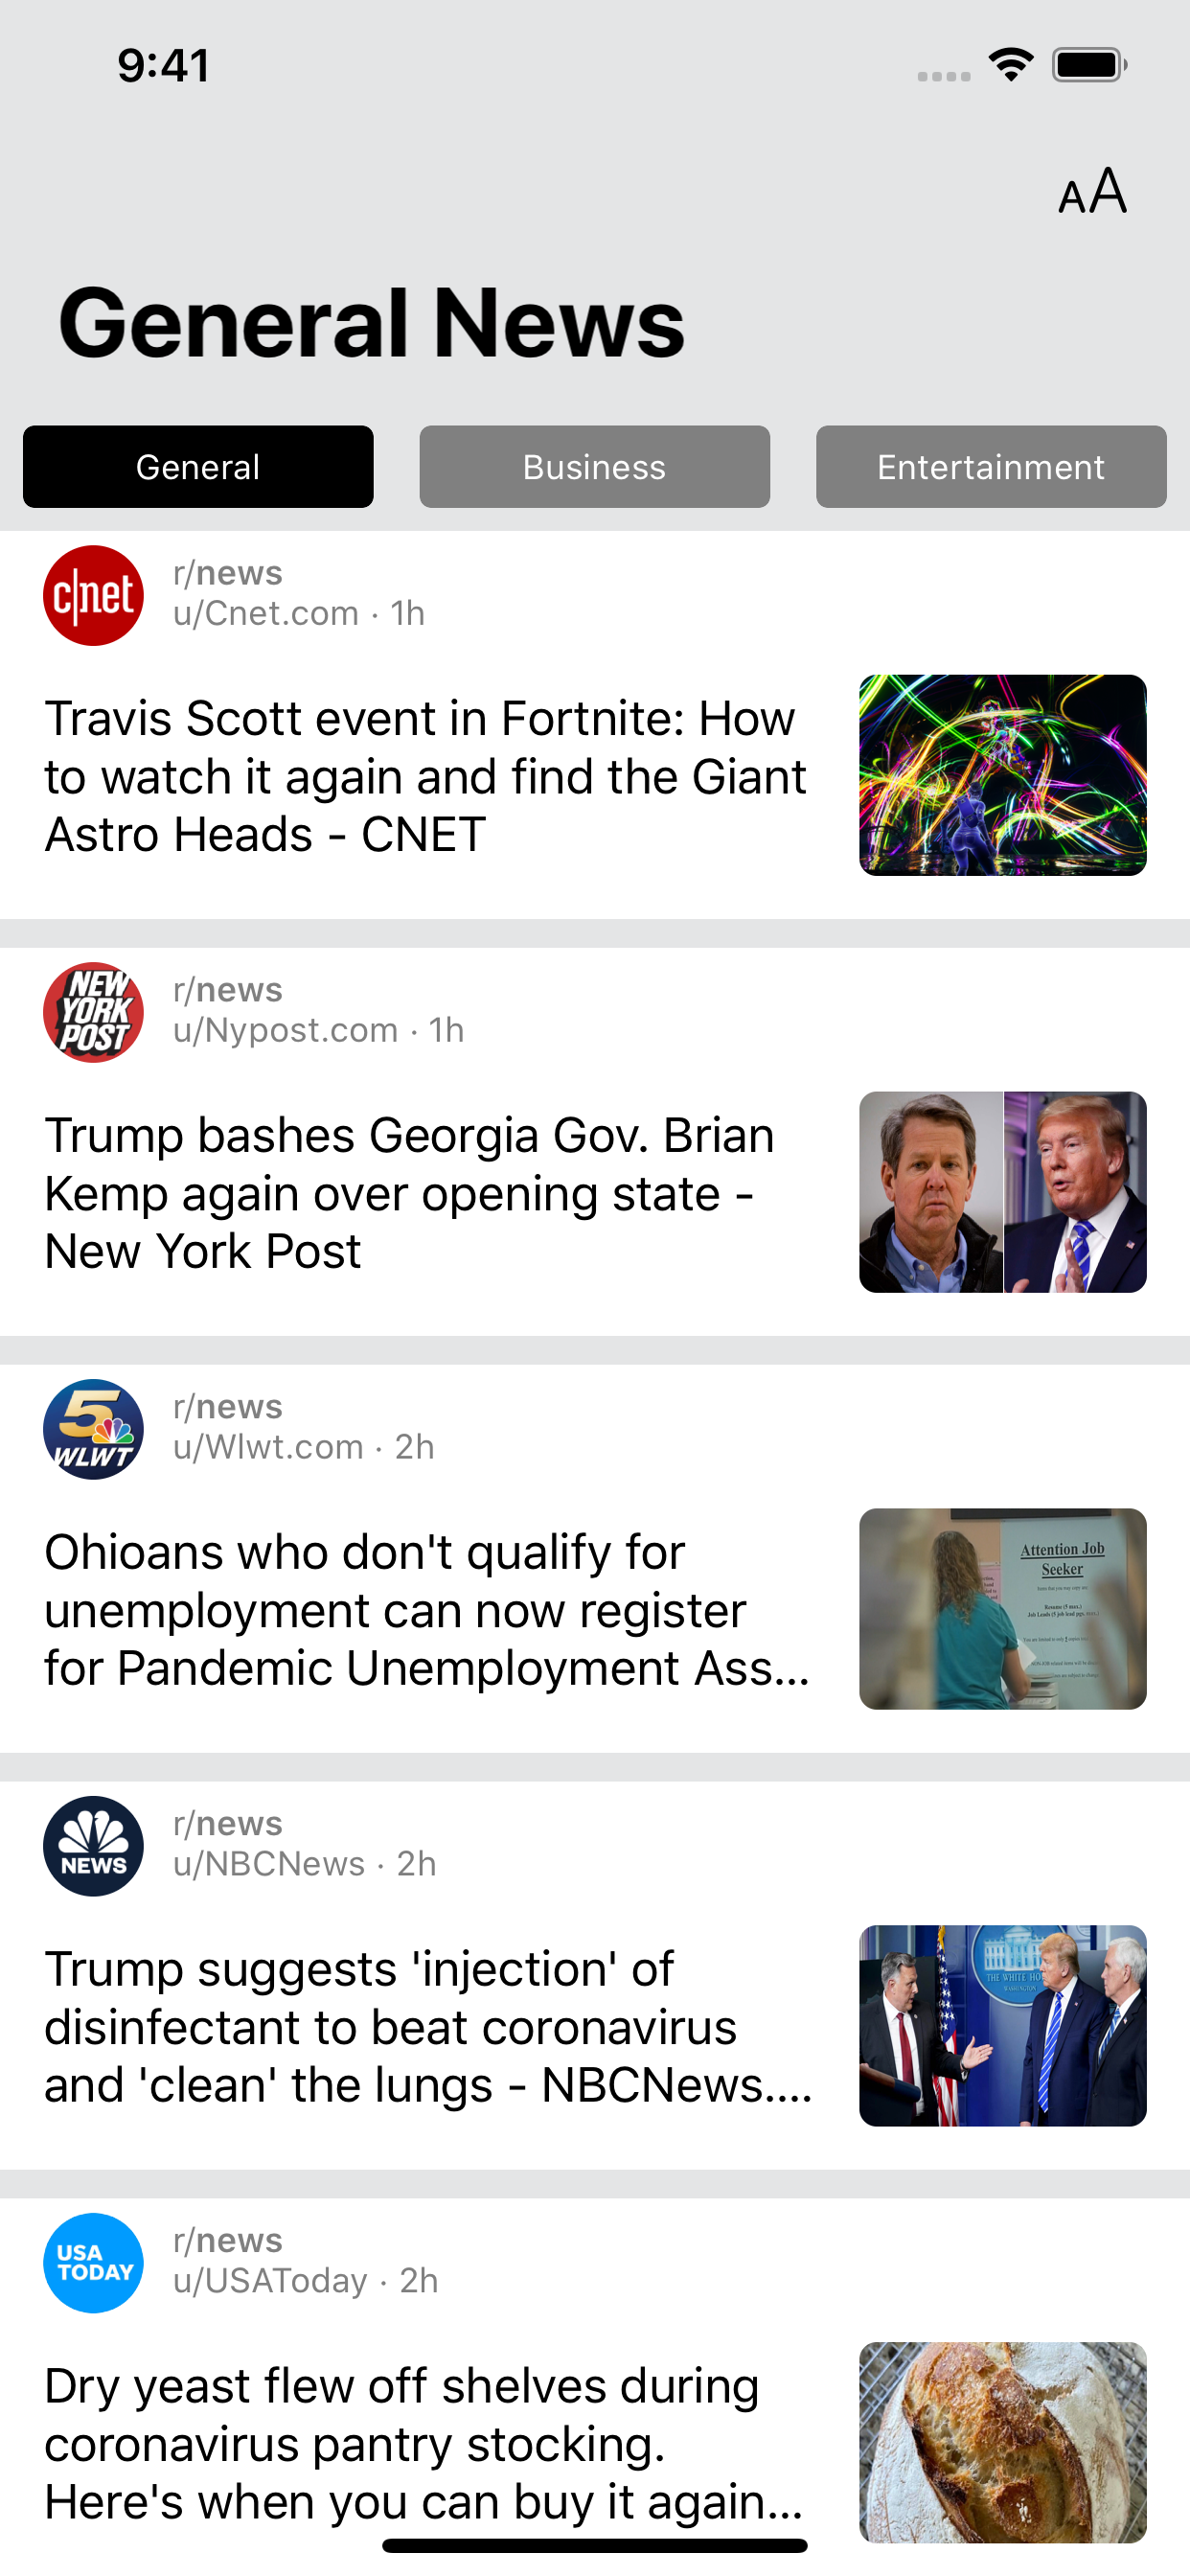 9:41
AA
General News
General
Business
Entertainment
c|net
r/news
u/Cnet.com · 1h
Travis Scott event in Fortnite: How
to watch it again and find the Giant
Astro Heads - CNET
NEW
YORK
POST
r/news
u/Nypost.com · 1h
Trump bashes Georgia Gov. Brian
Kemp again over opening state -
New York Post
5
WLWT
r/news
u/Wlwt.com · 2h
Ohioans who don't qualify for
unemployment can now register
for Pandemic Unemployment Ass...
Attention Job
Seeker
NEWS
r/news
u/NBCNews · 2h
Trump suggests 'injection' of
disinfectant to beat coronavirus
and 'clean' the lungs - NBCNews....
THE WHITE HO
WASHINGTON
USA
TODAY
r/news
u/USAToday · 2h
Dry yeast flew off shelves during
coronavirus pantry stocking.
Here's when you can buy it again...